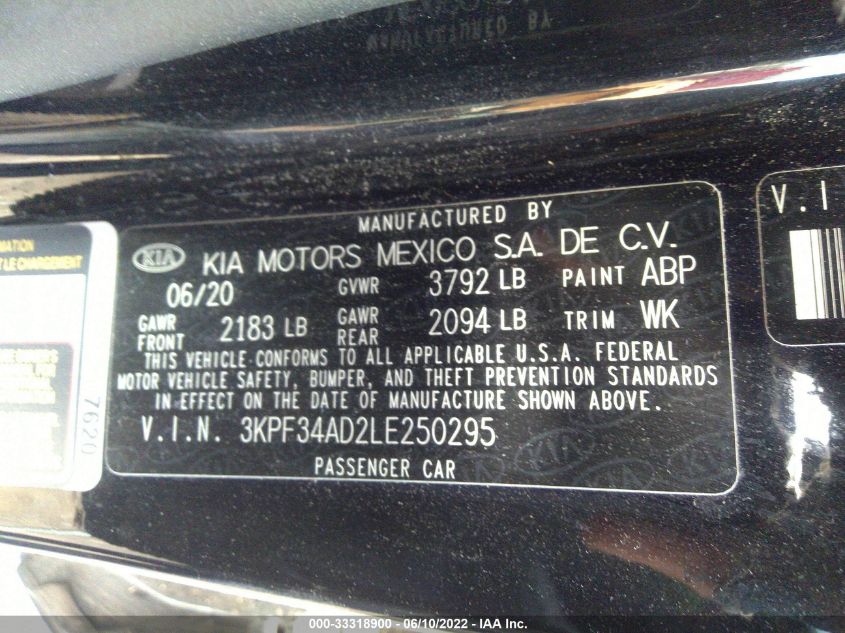 MANUFACTURED BY
KIA KIA MOTORS MEXICO S.A. DE C.V.
06/20 GVWR 3792 LB PAINT ABP
GAWR FRONT 2183 LB GAWR REAR 2094 LB TRIM WK
THIS VEHICLE CONFORMS TO ALL APPLICABLE U.S.A. FEDERAL
MOTOR VEHICLE SAFETY, BUMPER, AND THEFT PREVENTION STANDARDS
IN EFFECT ON THE DATE OF MANUFACTURE SHOWN ABOVE.
V.I.N. 3KPF34AD2LE250295
PASSENGER CAR
V.I
MATION
T LE CHARGEMENT
7620
000-33318900 - 06/10/2022 - IAA Inc.